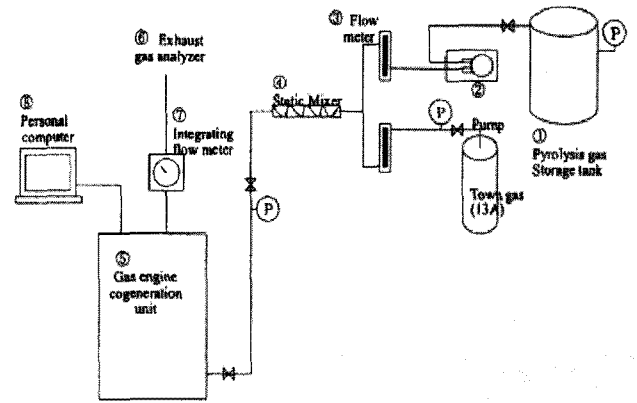 ③ Flow
meter
⑥ Exhaust
gas analyzer
P
②
④
Static Mixer
⑦
Integrating
flow meter
⑧
Personal
computer
P
Pump
①
Pyrolysis gas
Storage tank
Town gas
(13A)
P
⑤
Gas engine
cogeneration
unit